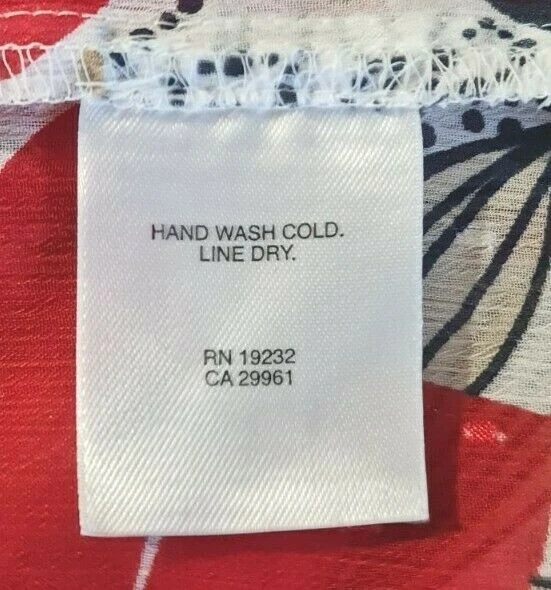 HAND WASH COLD.
LINE DRY.
RN 19232
CA 29961